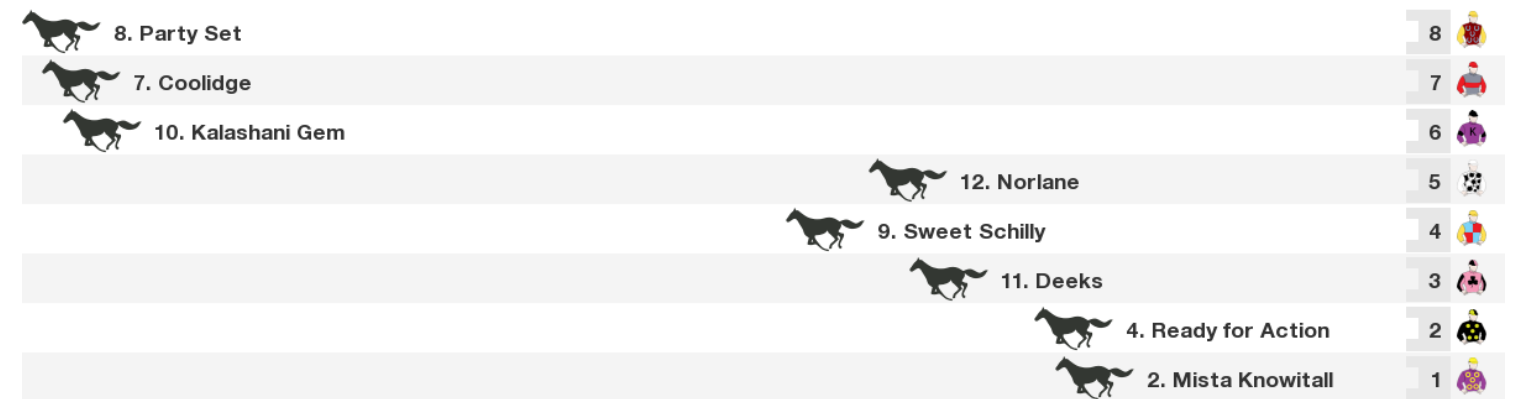 8. Party Set 8
7. Coolidge 7
10. Kalashani Gem 6 K
12. Norlane 5
9. Sweet Schilly 4
11. Deeks 3
4. Ready for Action 2
2. Mista Knowitall 1